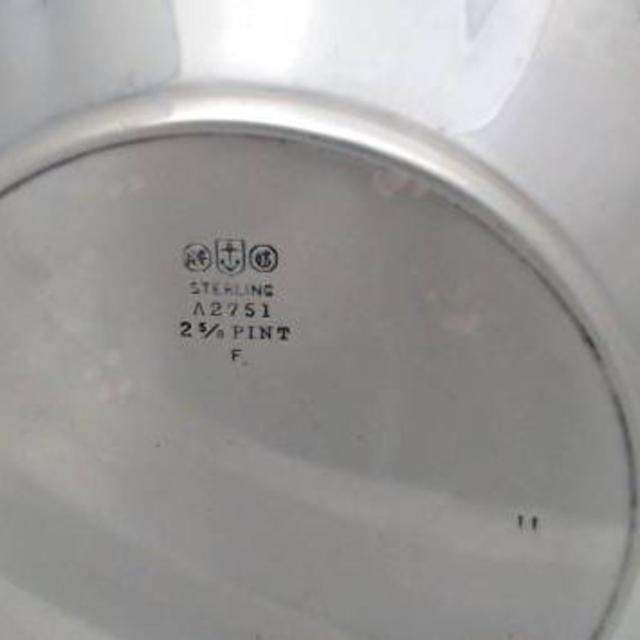 STERLING
A2751
2 5/8 PINT
F.